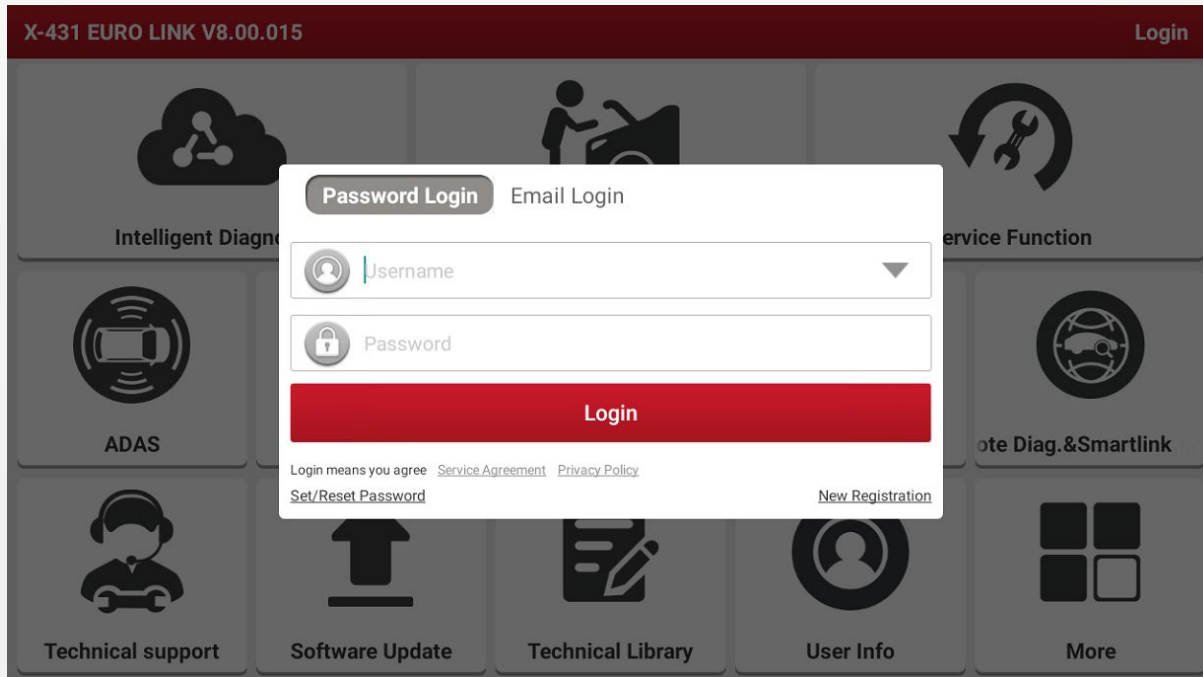 X-431 EURO LINK V8.00.015 Login
Password Login Email Login
Intelligent Diagn
ervice Function
Username
Password
Login
ADAS
ote Diag.&Smartlink
Login means you agree Service Agreement Privacy Policy
Set/Reset Password New Registration
Technical support Software Update Technical Library User Info More